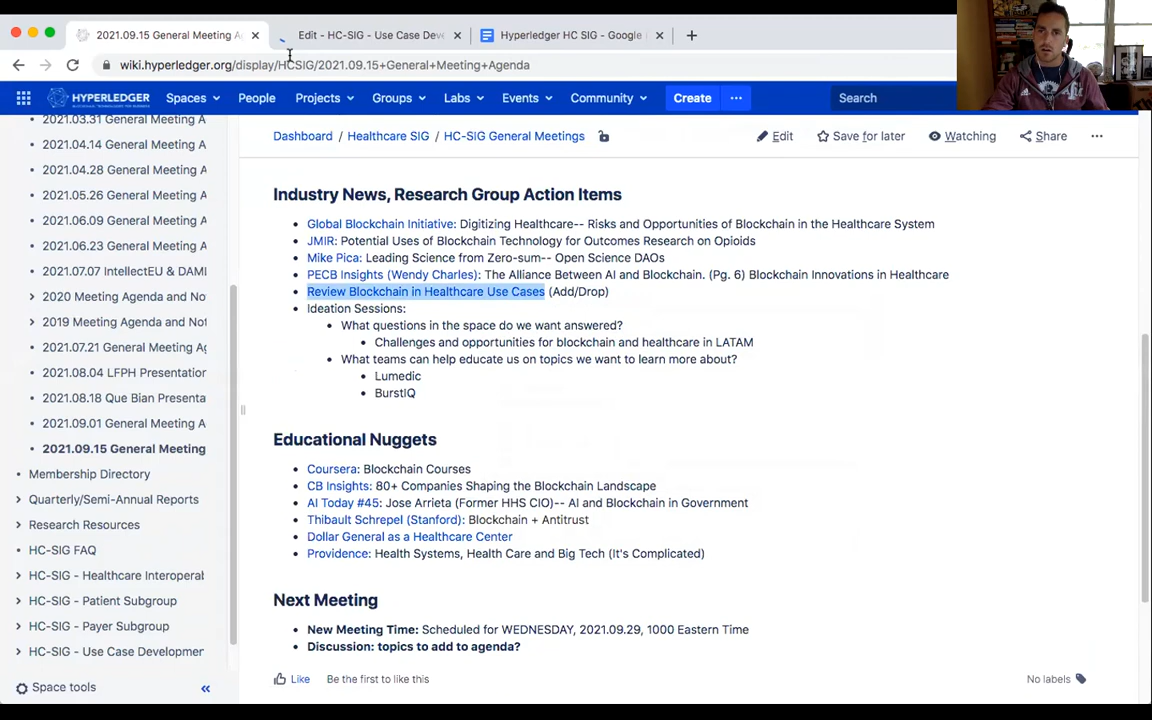 2021.09.15 General Meeting A
Edit - HC-SIG - Use Case Deve
Hyperledger HC SIG - Google
wiki.hyperledger.org/display/HCSIG/2021.09.15+General+Meeting+Agenda
HYPERLEDGER Spaces People Projects Groups Labs Events Community Create ... Search
Dashboard / Healthcare SIG / HC-SIG General Meetings
Edit Save for later Watching Share ...
2021.03.31 General Meeting A
2021.04.14 General Meeting A
2021.04.28 General Meeting A
2021.05.26 General Meeting A
2021.06.09 General Meeting A
2021.06.23 General Meeting A
2021.07.07 IntellectEU & DAML
2020 Meeting Agenda and Not
2019 Meeting Agenda and Not
2021.07.21 General Meeting Ag
2021.08.04 LFPH Presentation
2021.08.18 Que Bian Presenta
2021.09.01 General Meeting A
2021.09.15 General Meeting
Membership Directory
Quarterly/Semi-Annual Reports
Research Resources
HC-SIG FAQ
HC-SIG - Healthcare Interoperab
HC-SIG - Patient Subgroup
HC-SIG - Payer Subgroup
HC-SIG - Use Case Developmer
Space tools
Industry News, Research Group Action Items
Global Blockchain Initiative: Digitizing Healthcare-- Risks and Opportunities of Blockchain in the Healthcare System
JMIR: Potential Uses of Blockchain Technology for Outcomes Research on Opioids
Mike Pica: Leading Science from Zero-sum-- Open Science DAOs
PECB Insights (Wendy Charles): The Alliance Between AI and Blockchain. (Pg. 6) Blockchain Innovations in Healthcare
Review Blockchain in Healthcare Use Cases (Add/Drop)
Ideation Sessions:
What questions in the space do we want answered?
Challenges and opportunities for blockchain and healthcare in LATAM
What teams can help educate us on topics we want to learn more about?
Lumedic
BurstIQ
Educational Nuggets
Coursera: Blockchain Courses
CB Insights: 80+ Companies Shaping the Blockchain Landscape
AI Today #45: Jose Arrieta (Former HHS CIO)-- AI and Blockchain in Government
Thibault Schrepel (Stanford): Blockchain + Antitrust
Dollar General as a Healthcare Center
Providence: Health Systems, Health Care and Big Tech (It's Complicated)
Next Meeting
New Meeting Time: Scheduled for WEDNESDAY, 2021.09.29, 1000 Eastern Time
Discussion: topics to add to agenda?
Like Be the first to like this
No labels